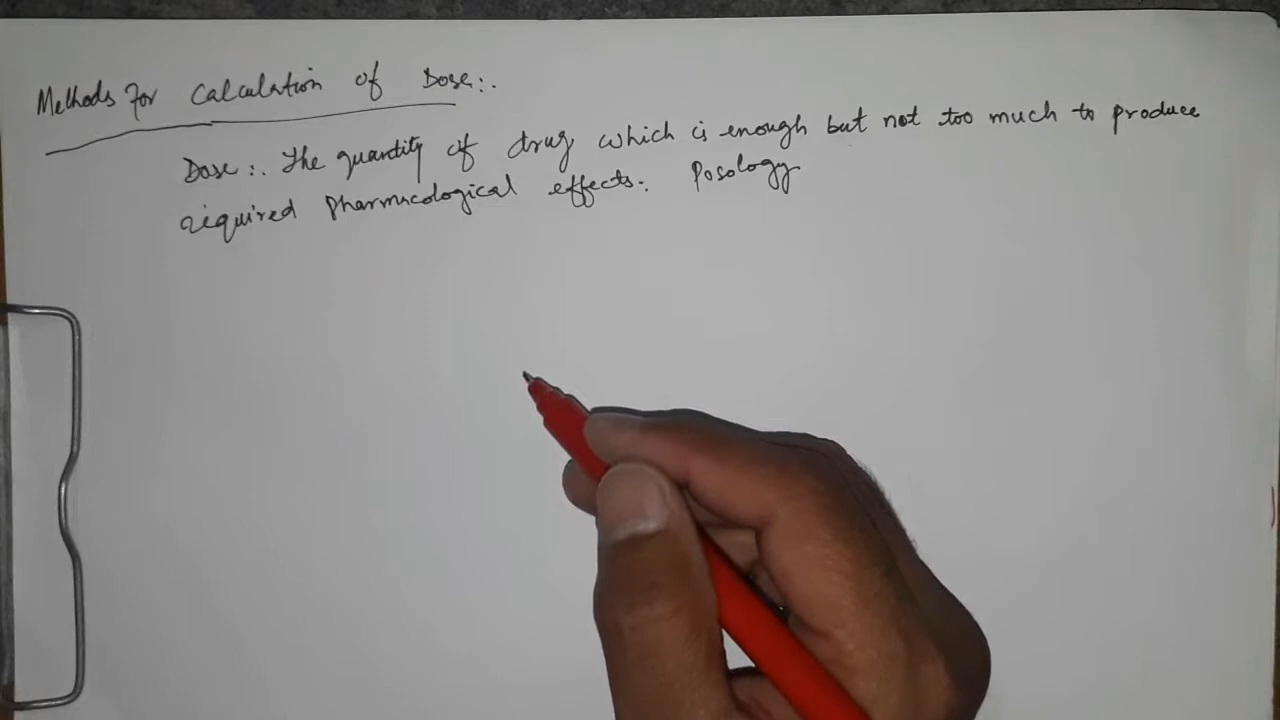 Methods For Calculation of Dose:.
Dose:. The quantity of drug which is enough but not too much to produce
required Pharmacological effects. Posology